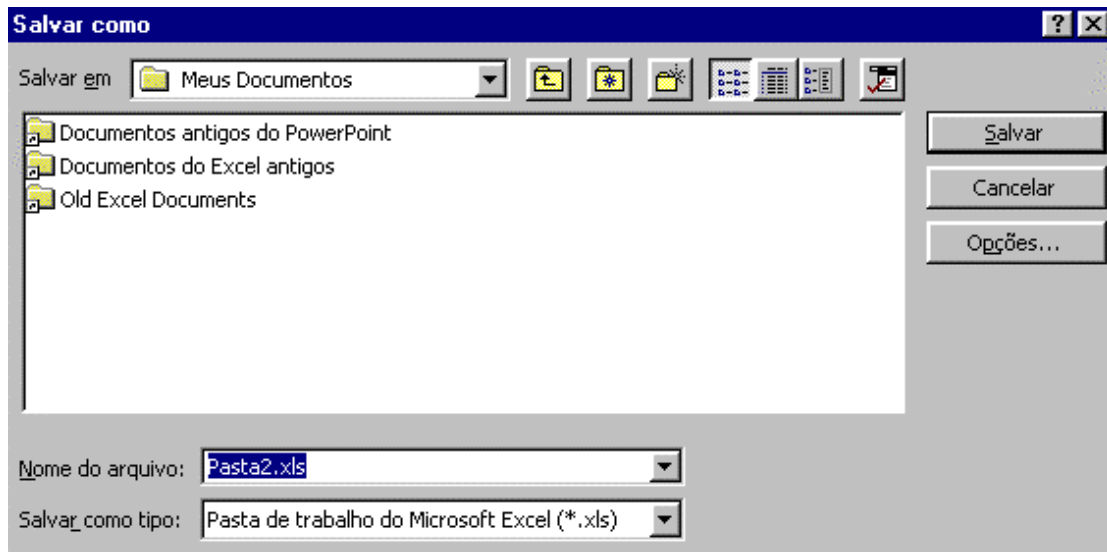 Salvar como
Salvar em Meus Documentos
Documentos antigos do PowerPoint
Documentos do Excel antigos
Old Excel Documents
Salvar
Cancelar
Opções...
Nome do arquivo: Pasta2.xls
Salvar como tipo: Pasta de trabalho do Microsoft Excel (*.xls)